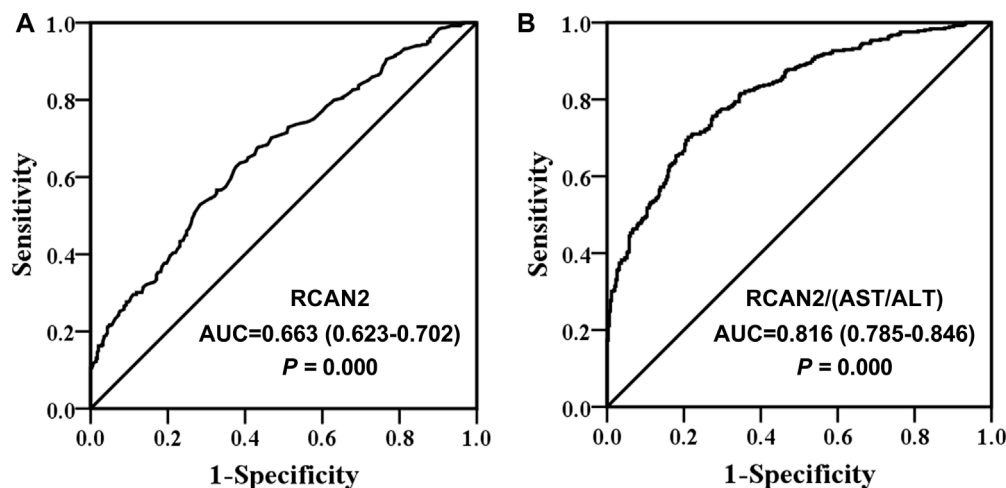 A
Sensitivity
1.0
0.8
0.6
0.4
0.2
0.0
RCAN2
AUC=0.663 (0.623-0.702)
P = 0.000
0.0 0.2 0.4 0.6 0.8 1.0
1-Specificity
B
Sensitivity
1.0
0.8
0.6
0.4
0.2
0.0
RCAN2/(AST/ALT)
AUC=0.816 (0.785-0.846)
P = 0.000
0.0 0.2 0.4 0.6 0.8 1.0
1-Specificity